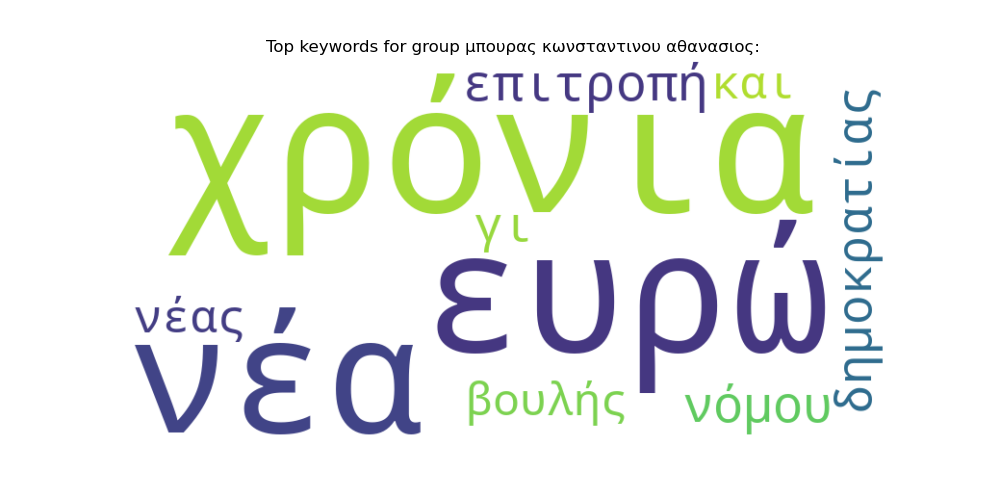 Top keywords for group μπουρας κωνσταντινου αθανασιος:
επιτροπή
και
χρόνια
δημοκρατίας
γι
ευρώ
νέας
νέα
βουλής
νόμου